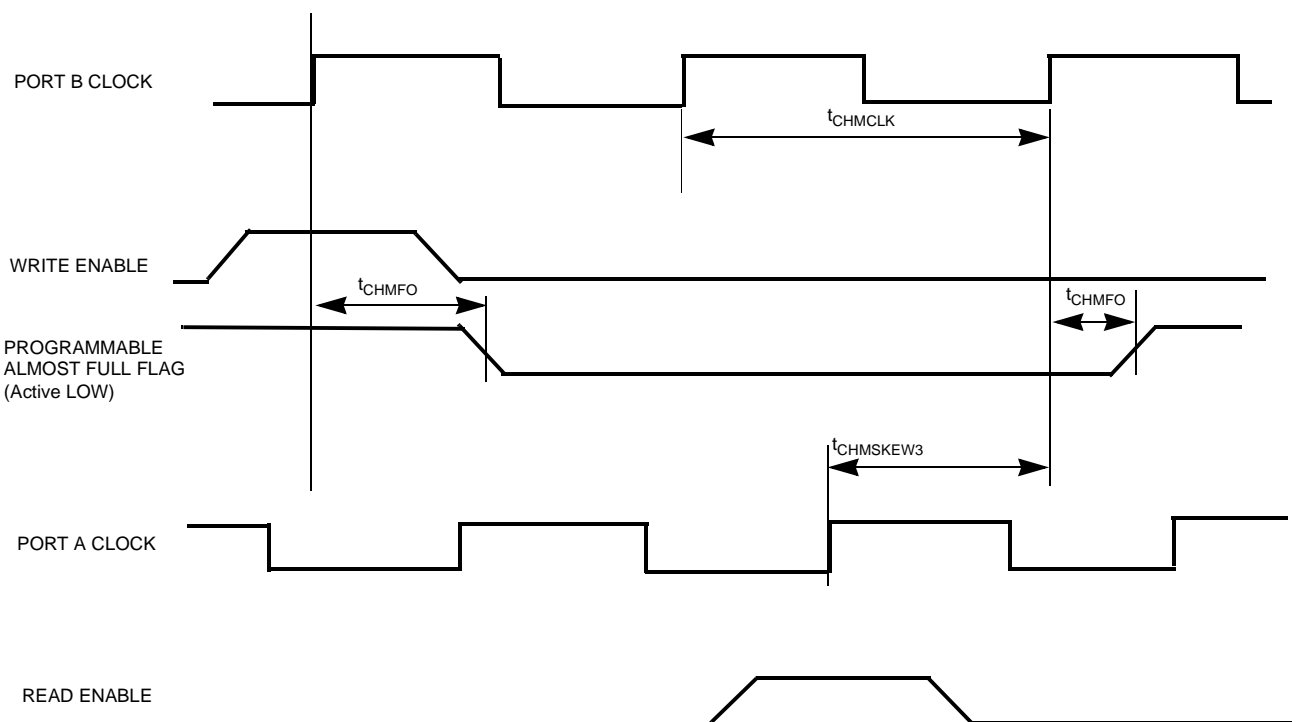 PORT B CLOCK
tCHMCLK
WRITE ENABLE
tCHMFO
tCHMFO
PROGRAMMABLE
ALMOST FULL FLAG
(Active LOW)
tCHMSKEW3
PORT A CLOCK
READ ENABLE